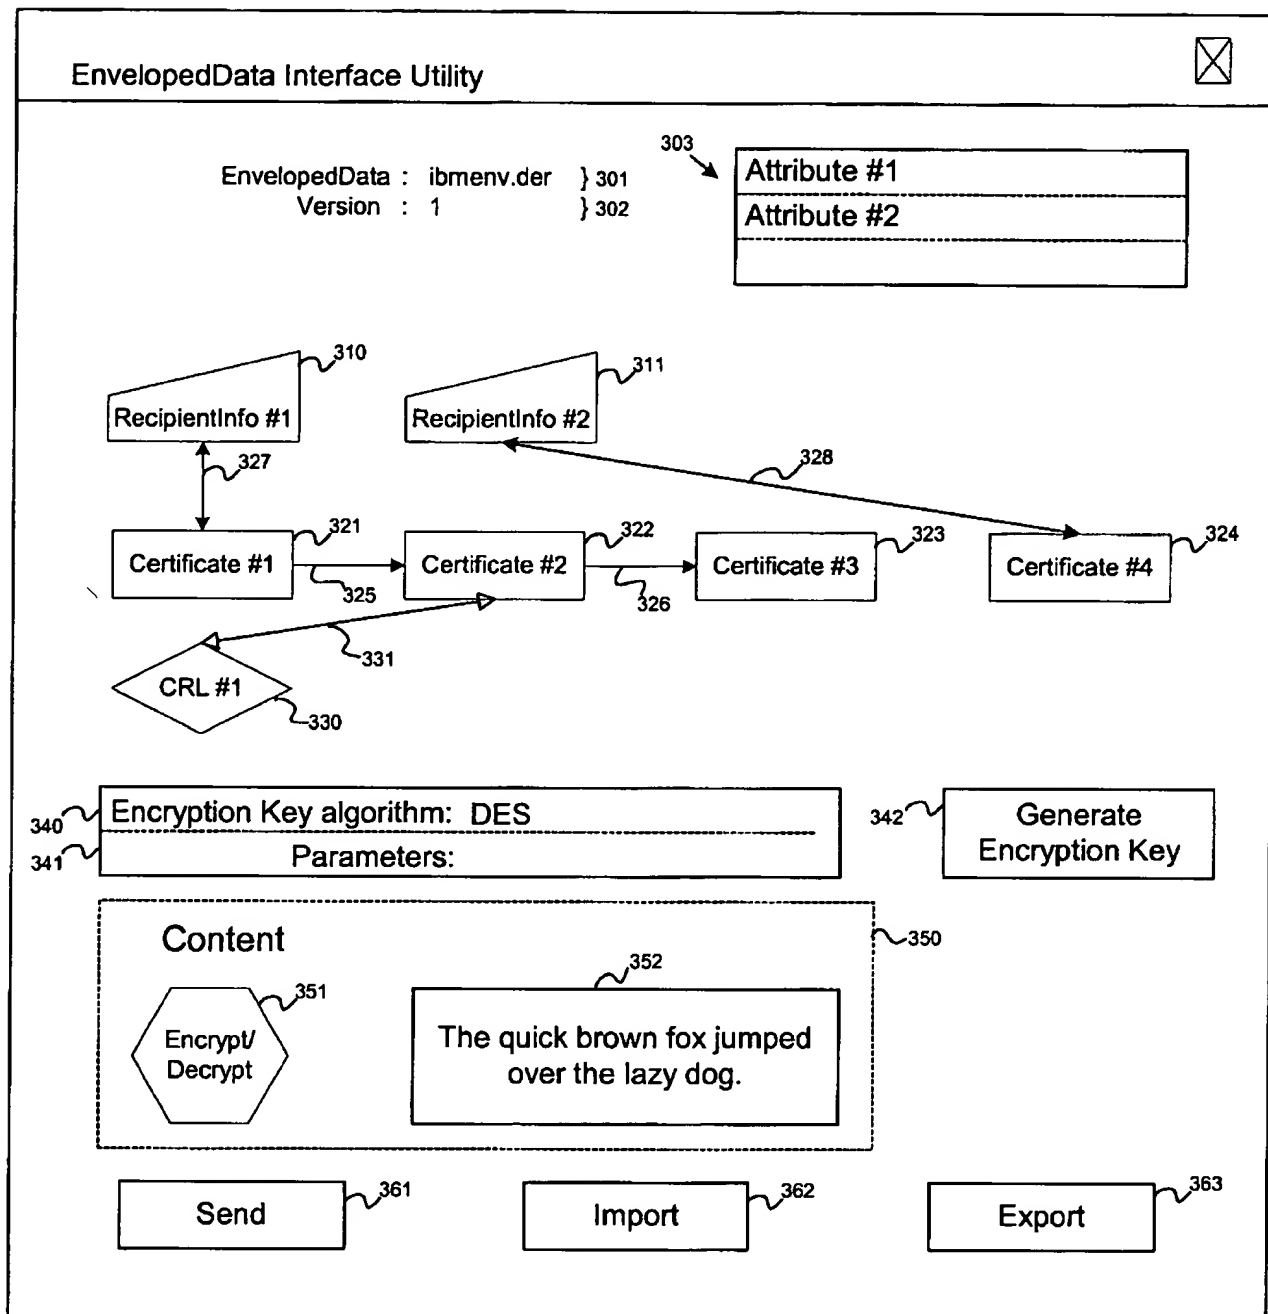 EnvelopedData Interface Utility
303
EnvelopedData : ibmenv.der } 301
Version : 1 } 302
Attribute #1
Attribute #2
310
311
RecipientInfo #1
RecipientInfo #2
327
328
321
322
323
324
Certificate #1
Certificate #2
Certificate #3
Certificate #4
325
326
331
CRL #1
330
340
Encryption Key algorithm: DES
341
Parameters:
342
Generate
Encryption Key
Content
350
351
352
Encrypt/
Decrypt
The quick brown fox jumped
over the lazy dog.
Send
361
Import
362
Export
363